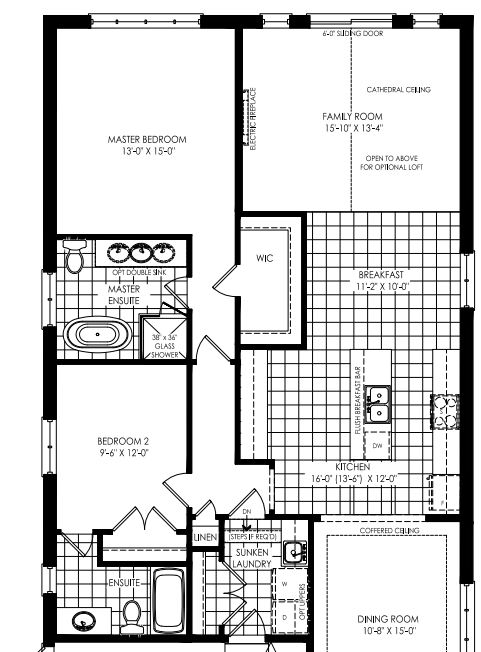 6'-0" SLIDING DOOR
CATHEDRAL CEILING
ELECTRIC FIREPLACE
FAMILY ROOM
15'-10" X 13'-4"
MASTER BEDROOM
13'-0" X 15'-0"
OPEN TO ABOVE
FOR OPTIONAL LOFT
WIC
OPT DOUBLE SINK
BREAKFAST
11'-2" X 10'-0"
MASTER
ENSUITE
38" x 36"
GLASS
SHOWER
FLUSH BREAKFAST BAR
DW
BEDROOM 2
9'-6" X 12'-0"
KITCHEN
16'-0" (13'-6") X 12'-0"
F
DN
LINEN
(STEPS IF REQ'D)
SUNKEN
LAUNDRY
COFFERED CEILING
ENSUITE
W
D
OPT UPPERS
DINING ROOM
10'-8" X 15'-0"